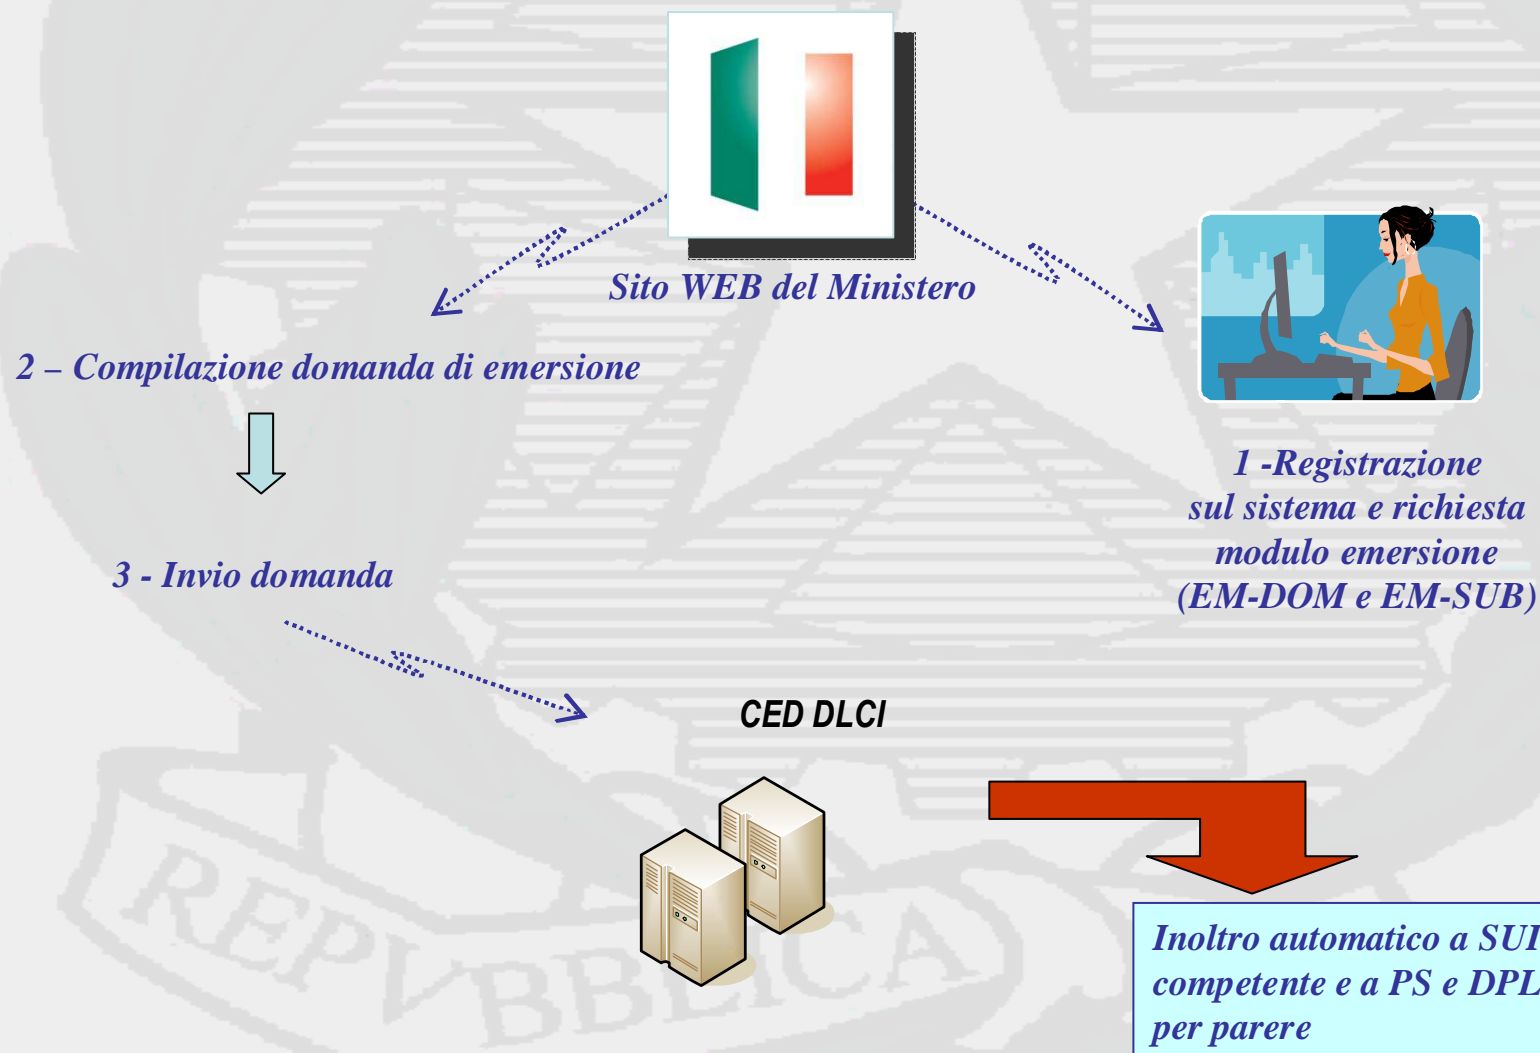 Sito WEB del Ministero
2 – Compilazione domanda di emersione
1 -Registrazione
sul sistema e richiesta
modulo emersione
(EM-DOM e EM-SUB)
3 - Invio domanda
CED DLCI
Inoltro automatico a SUI
competente e a PS e DPL
per parere
REPVBBLICA